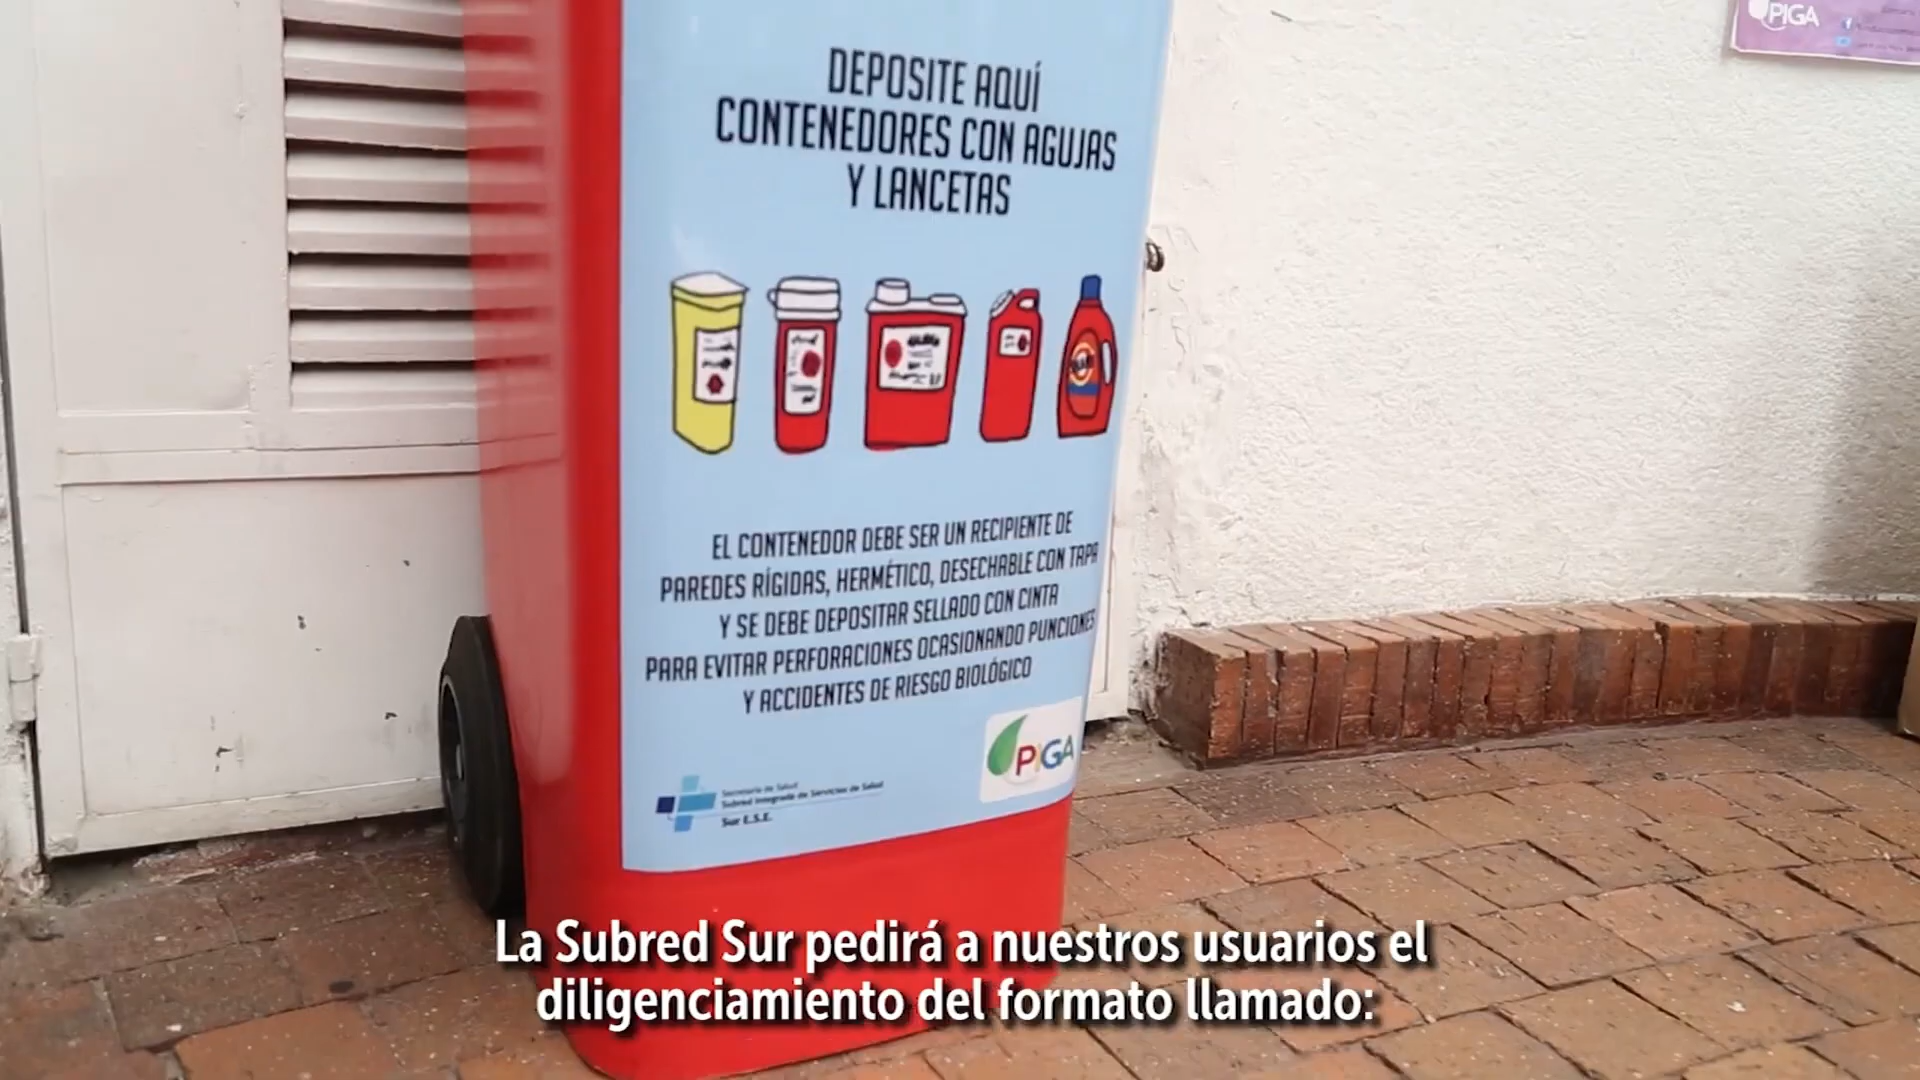 PIGA
DEPOSITE AQUÍ
CONTENEDORES CON AGUJAS
Y LANCETAS
EL CONTENEDOR DEBE SER UN RECIPIENTE DE
PAREDES RÍGIDAS, HERMÉTICO, DESECHABLE CON TAPA
Y SE DEBE DEPOSITAR SELLADO CON CINTA
PARA EVITAR PERFORACIONES OCASIONANDO PUNCIONES
Y ACCIDENTES DE RIESGO BIOLÓGICO
PIGA
Secretaría de Salud
Subred Integrada de Servicios de Salud
Sur E.S.E.
La Subred Sur pedirá a nuestros usuarios el
diligenciamiento del formato llamado: